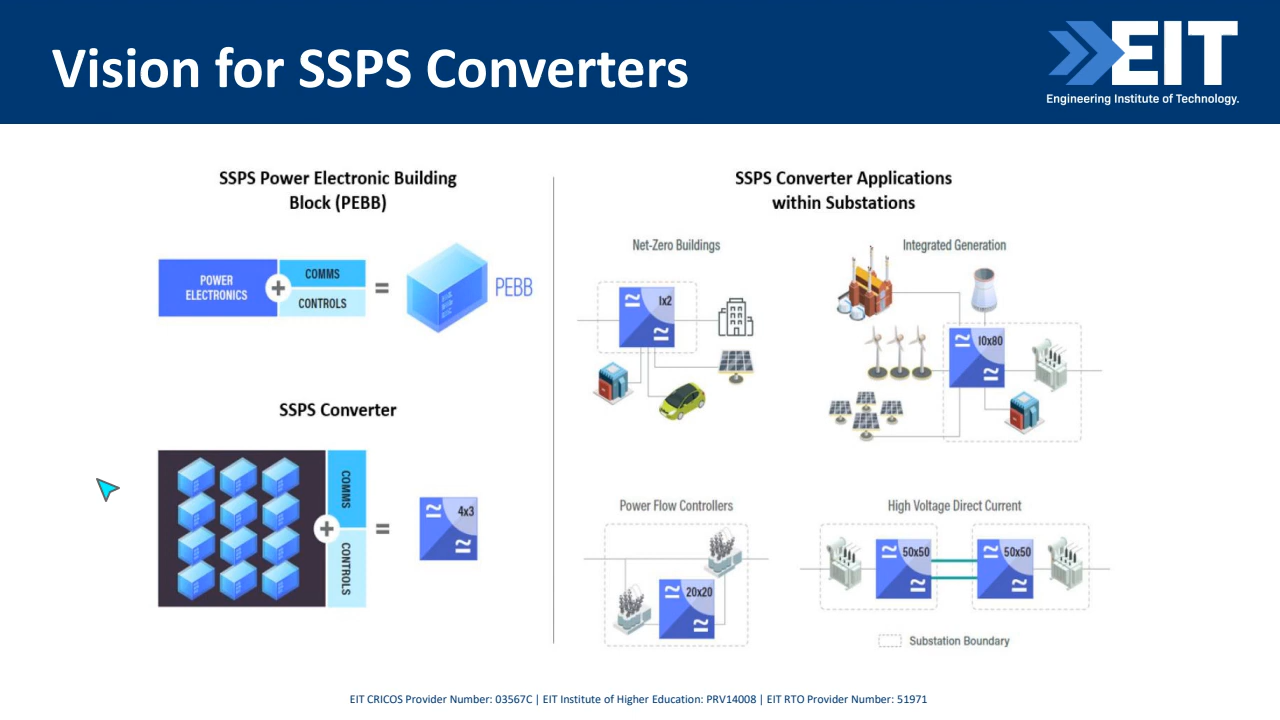 Vision for SSPS Converters
EIT
Engineering Institute of Technology.
SSPS Power Electronic Building
Block (PEBB)
POWER
ELECTRONICS
+
COMMS
CONTROLS
=
PEBB
SSPS Converter
COMMS
+
CONTROLS
=
4x3
SSPS Converter Applications
within Substations
Net-Zero Buildings
1x2
Integrated Generation
10x80
Power Flow Controllers
20x20
High Voltage Direct Current
50x50
50x50
Substation Boundary
EIT CRICOS Provider Number: 03567C | EIT Institute of Higher Education: PRV14008 | EIT RTO Provider Number: 51971